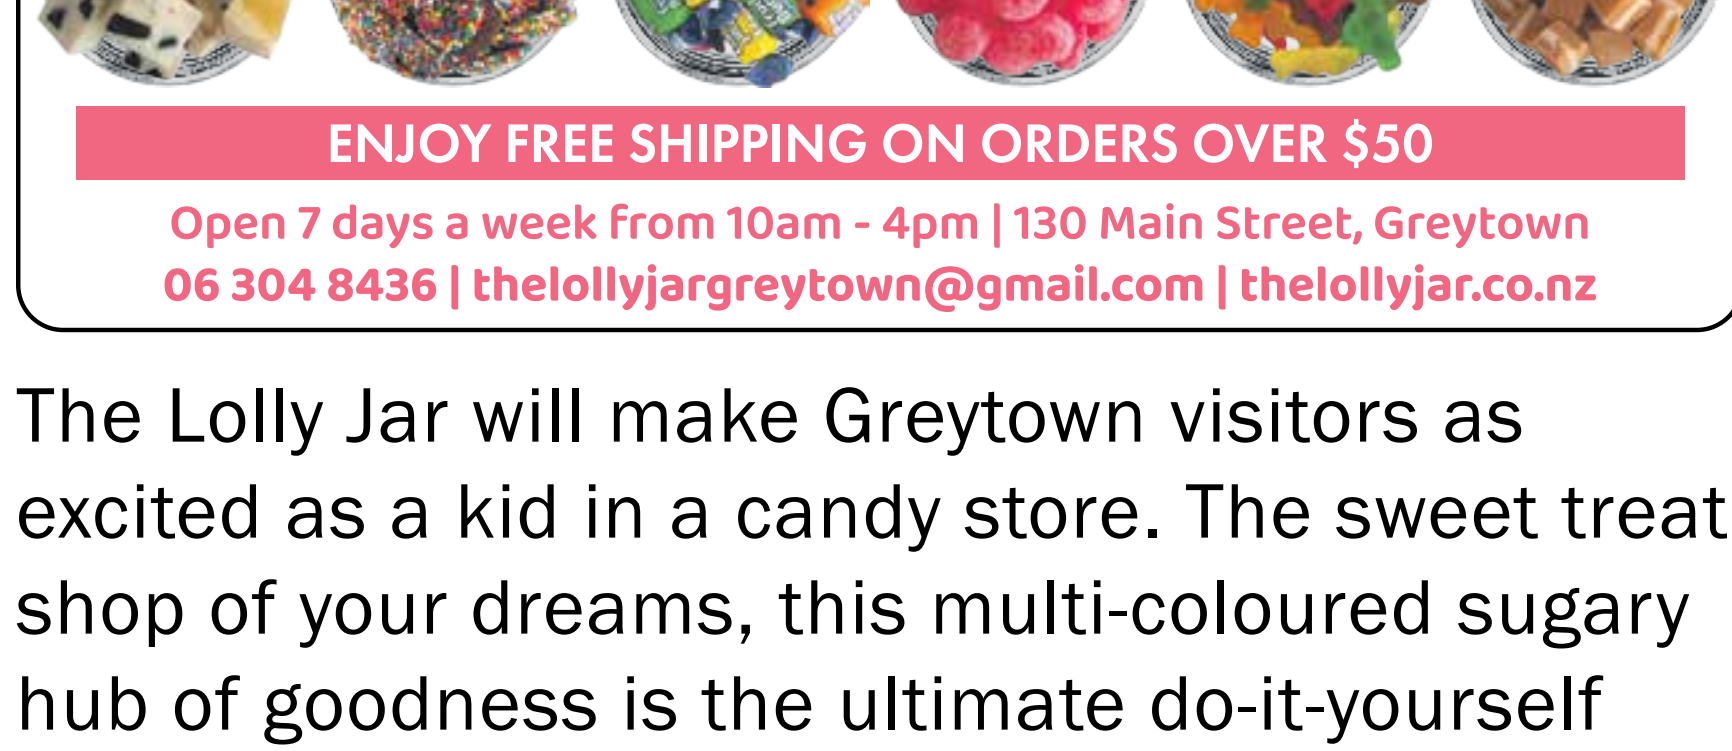 ENJOY FREE SHIPPING ON ORDERS OVER $50
Open 7 days a week from 10am - 4pm | 130 Main Street, Greytown
06 304 8436 | thelollyjargreytown@gmail.com | thelollyjar.co.nz
The Lolly Jar will make Greytown visitors as
excited as a kid in a candy store. The sweet treat
shop of your dreams, this multi-coloured sugary
hub of goodness is the ultimate do-it-yourself